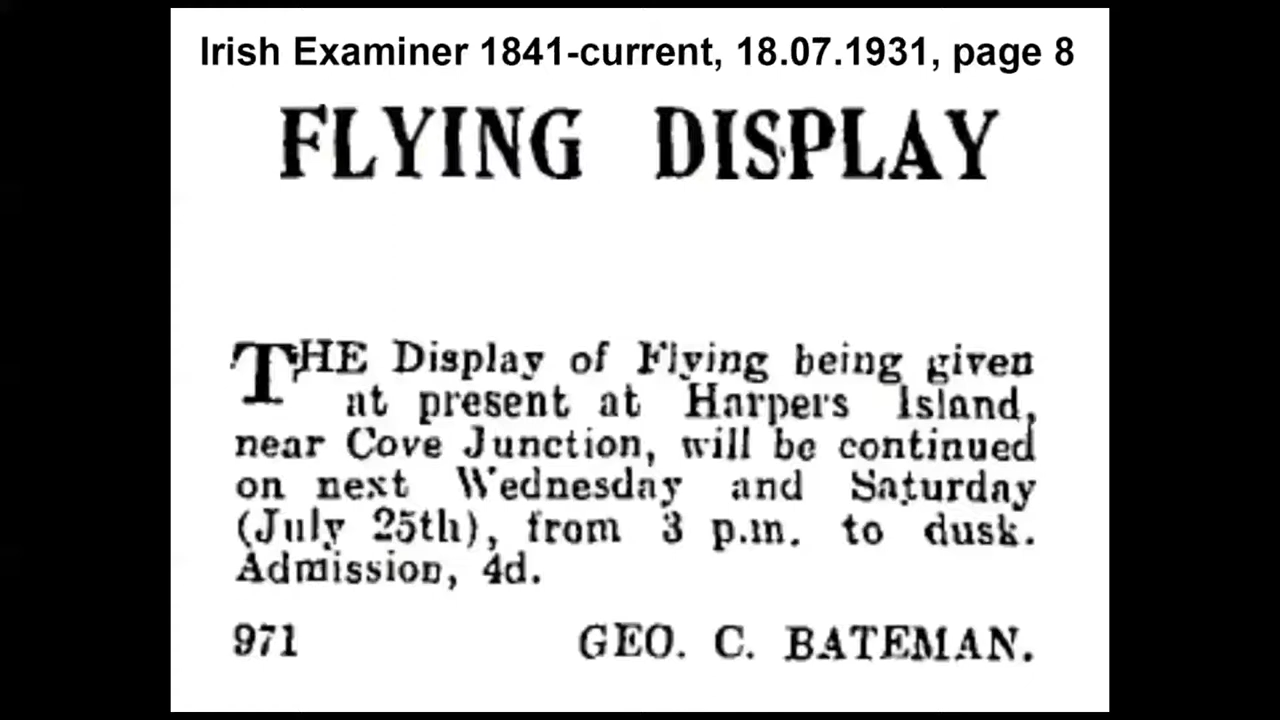 Irish Examiner 1841-current, 18.07.1931, page 8
FLYING DISPLAY
THE Display of Flying being given
at present at Harpers Island,
near Cove Junction, will be continued
on next Wednesday and Saturday
(July 25th), from 3 p.m. to dusk.
Admission, 4d.
971 GEO. C. BATEMAN.